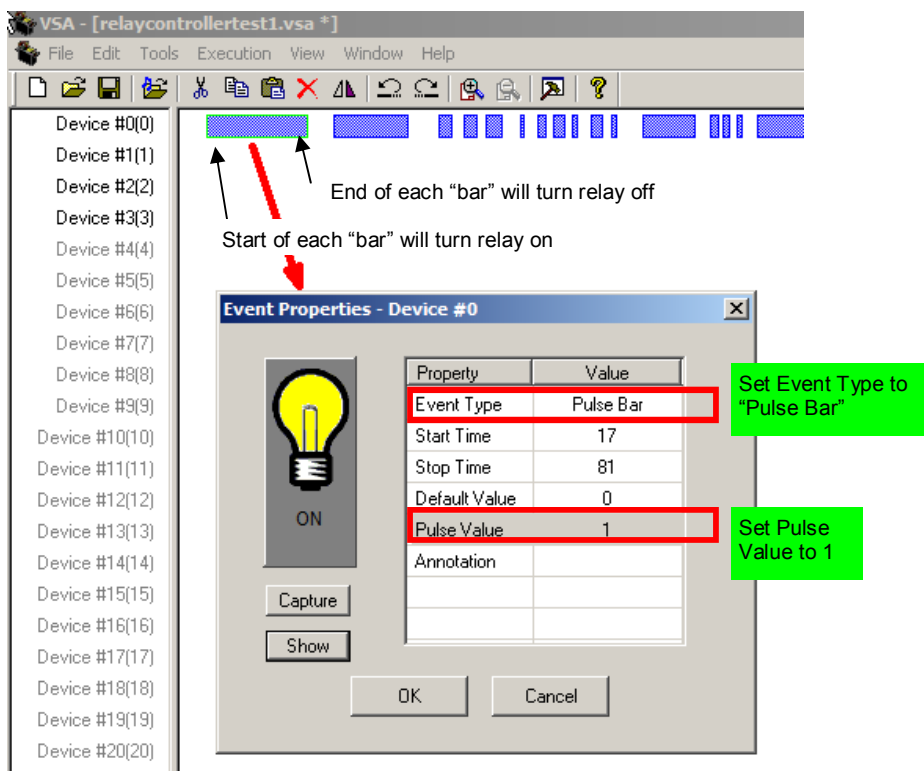 VSA - [relaycontrollertest1.vsa *]
File Edit Tools Execution View Window Help
Device #0(0)
Device #1(1)
Device #2(2)
Device #3(3)
Device #4(4)
Device #5(5)
Device #6(6)
Device #7(7)
Device #8(8)
Device #9(9)
Device #10(10)
Device #11(11)
Device #12(12)
Device #13(13)
Device #14(14)
Device #15(15)
Device #16(16)
Device #17(17)
Device #18(18)
Device #19(19)
Device #20(20)
End of each “bar” will turn relay off
Start of each “bar” will turn relay on
Event Properties - Device #0
ON
Capture
Show
Property Value
Event Type Pulse Bar
Start Time 17
Stop Time 81
Default Value 0
Pulse Value 1
Annotation
OK Cancel
Set Event Type to
“Pulse Bar”
Set Pulse
Value to 1